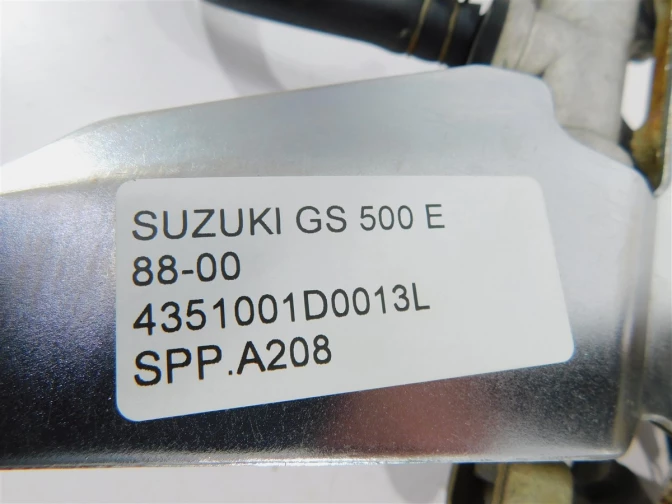 SUZUKI GS 500 E
88-00
4351001D0013L
SPP.A208